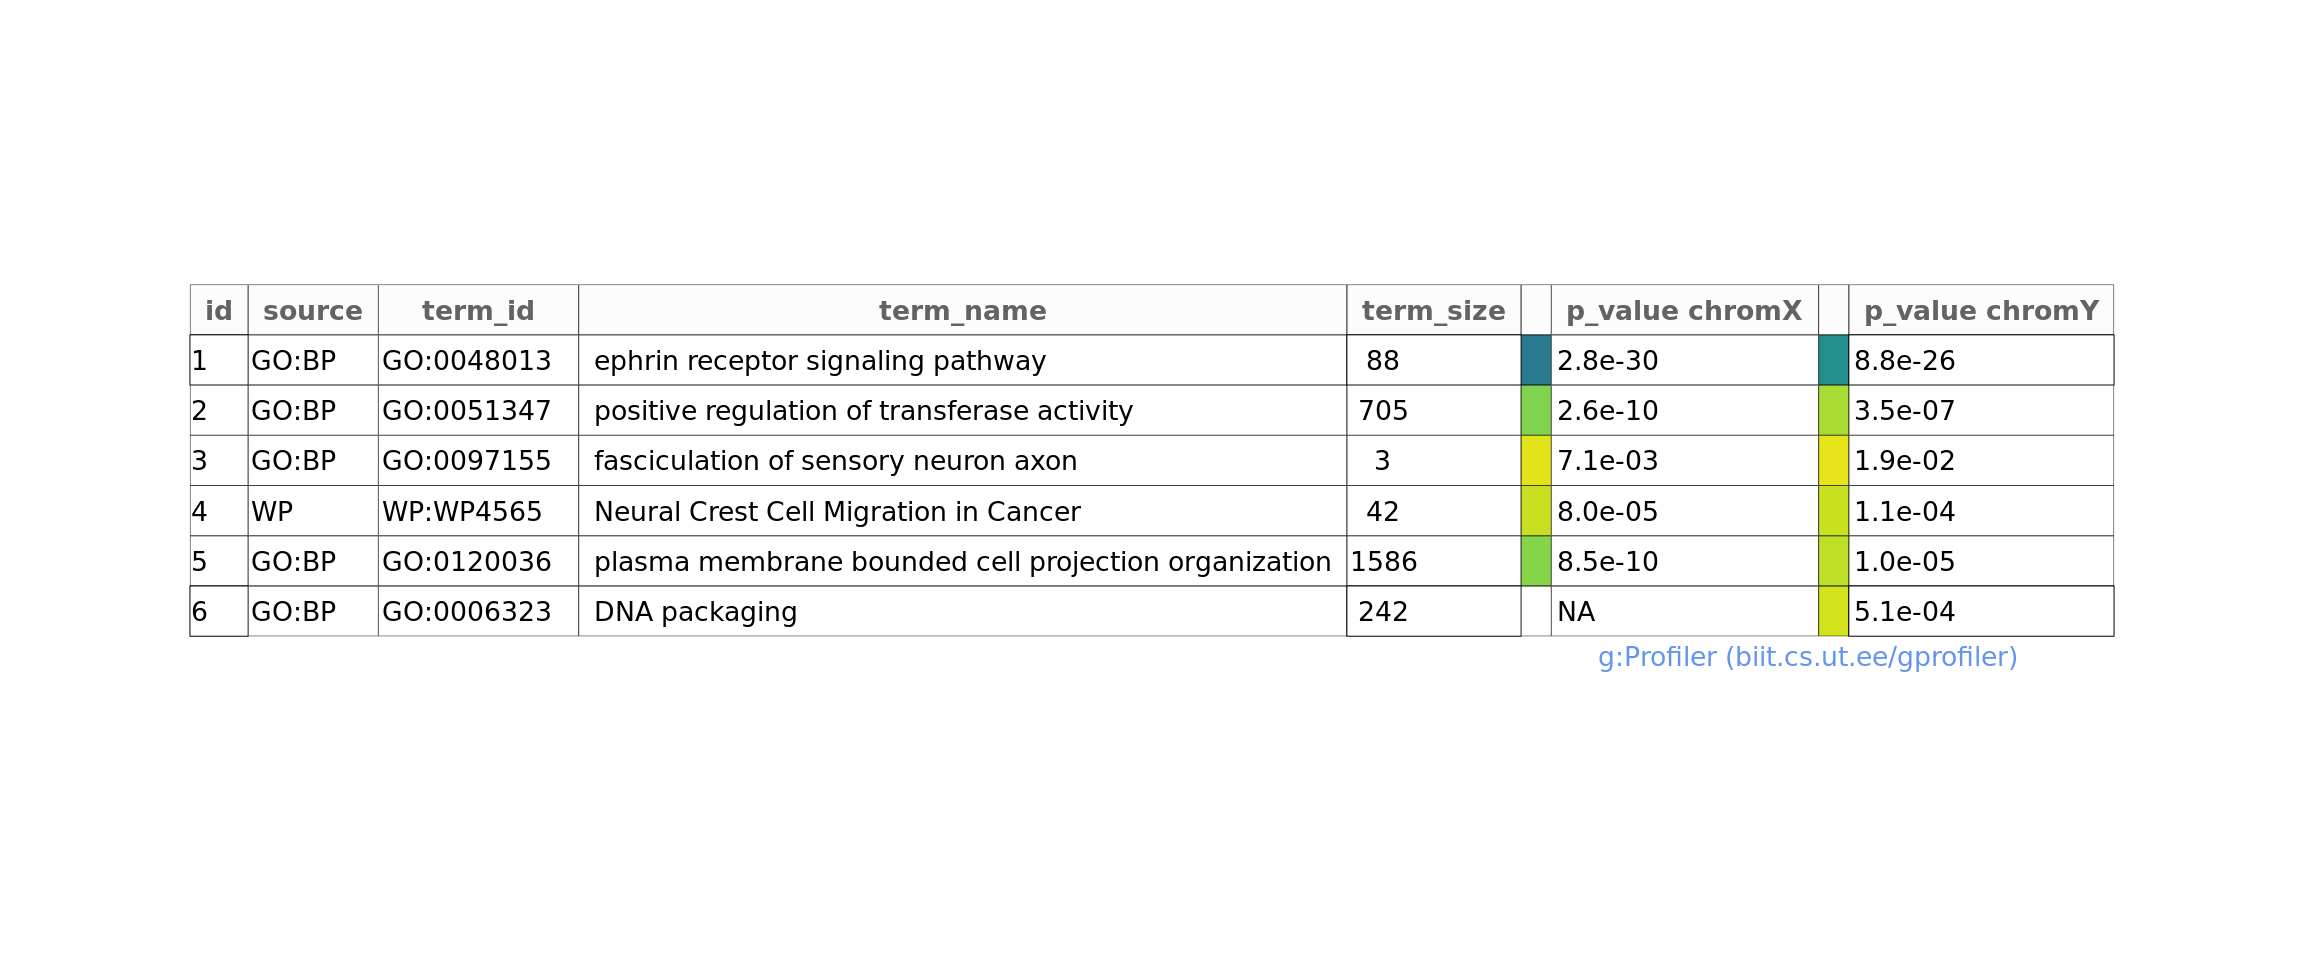 id source term_id term_name term_size p_value chromX p_value chromY
1 GO:BP GO:0048013 ephrin receptor signaling pathway 88 2.8e-30 8.8e-26
2 GO:BP GO:0051347 positive regulation of transferase activity 705 2.6e-10 3.5e-07
3 GO:BP GO:0097155 fasciculation of sensory neuron axon 3 7.1e-03 1.9e-02
4 WP WP:WP4565 Neural Crest Cell Migration in Cancer 42 8.0e-05 1.1e-04
5 GO:BP GO:0120036 plasma membrane bounded cell projection organization 1586 8.5e-10 1.0e-05
6 GO:BP GO:0006323 DNA packaging 242 NA 5.1e-04
g:Profiler (biit.cs.ut.ee/gprofiler)